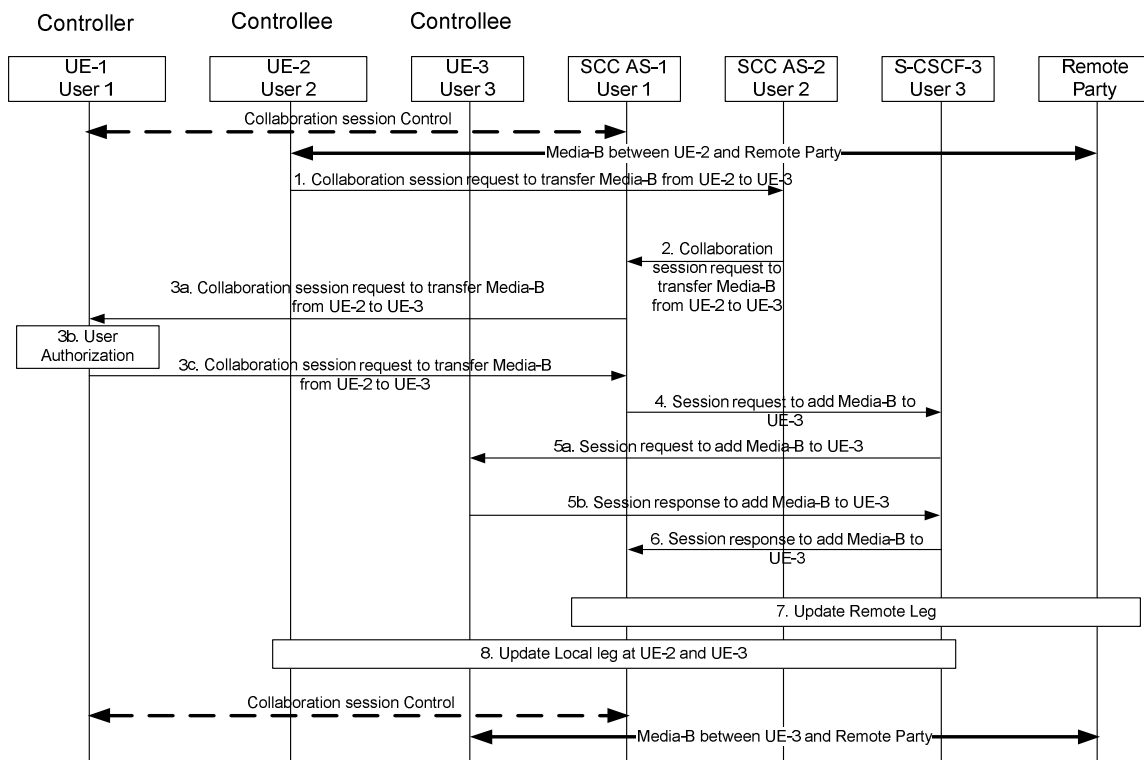 Controller
Controllee
Controllee
UE-1
User 1
UE-2
User 2
UE-3
User 3
SCC AS-1
User 1
SCC AS-2
User 2
S-CSCF-3
User 3
Remote
Party
Collaboration session Control
Media-B between UE-2 and Remote Party
1. Collaboration session request to transfer Media-B from UE-2 to UE-3
2. Collaboration
session request to
transfer Media-B
from UE-2 to UE-3
3a. Collaboration session request to transfer Media-B
from UE-2 to UE-3
3b. User
Authorization
3c. Collaboration session request to transfer Media-B
from UE-2 to UE-3
4. Session request to add Media-B to
UE-3
5a. Session request to add Media-B to UE-3
5b. Session response to add Media-B to UE-3
6. Session response to add Media-B to
UE-3
7. Update Remote Leg
8. Update Local leg at UE-2 and UE-3
Collaboration session Control
Media-B between UE-3 and Remote Party